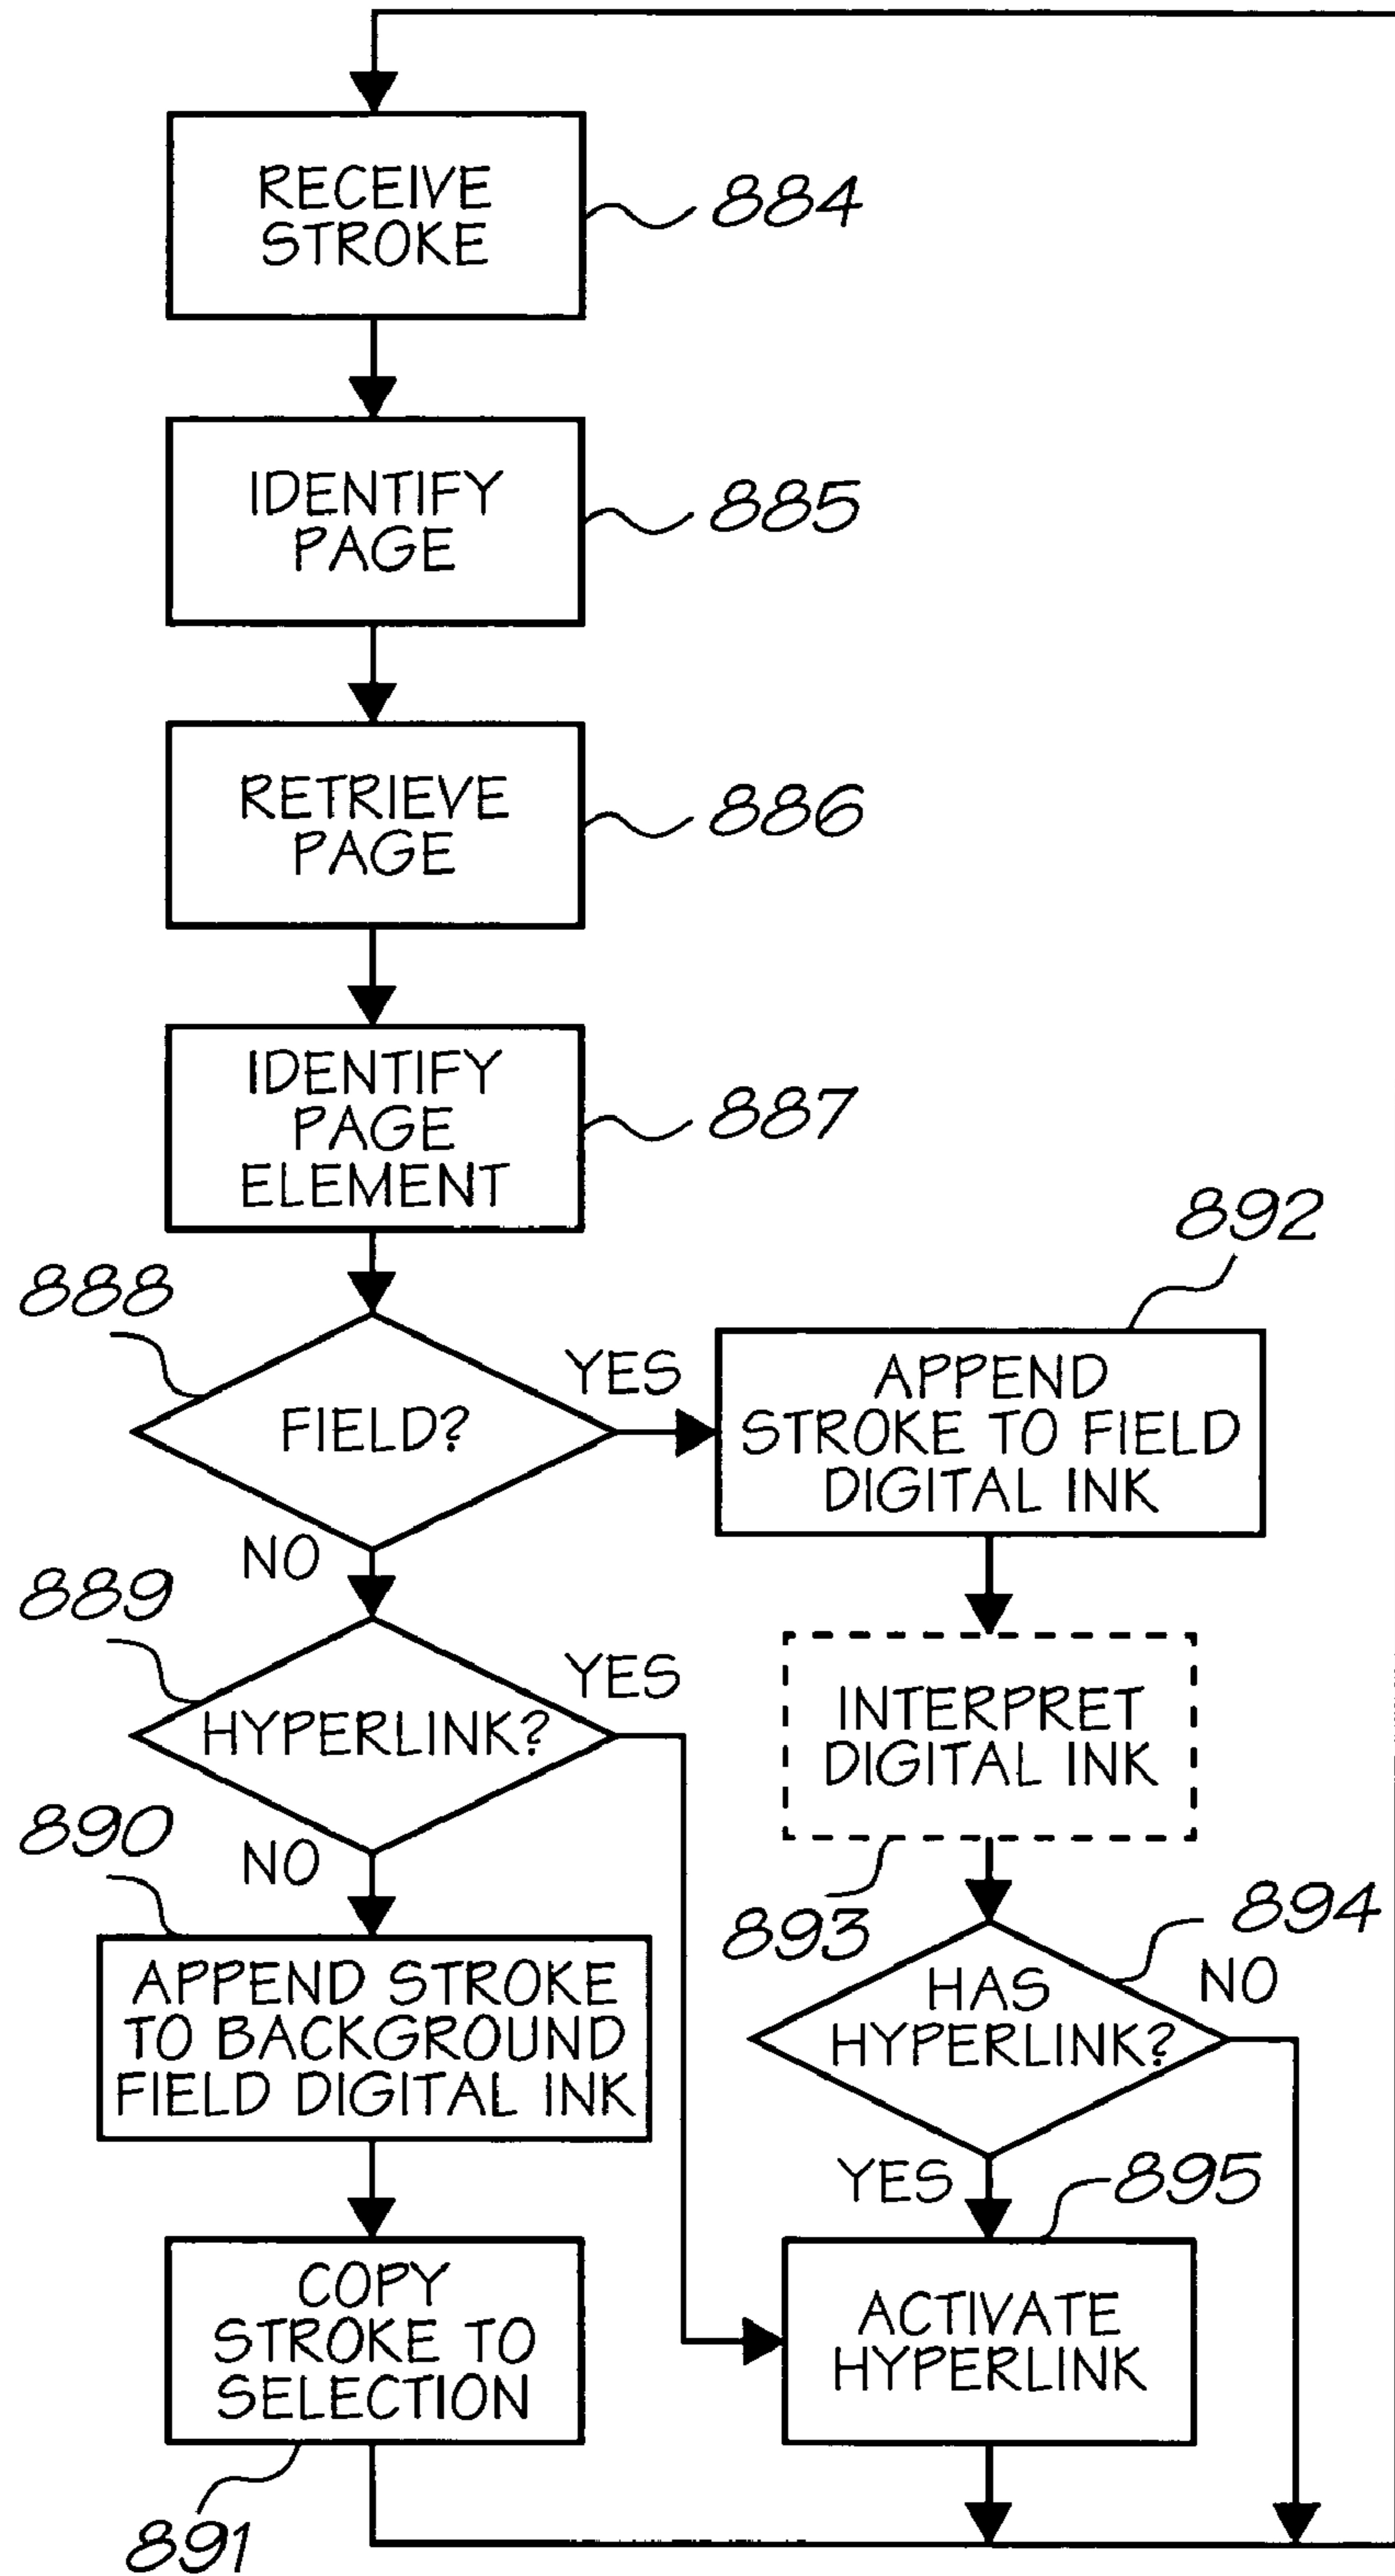 RECEIVE
STROKE
884
IDENTIFY
PAGE
885
RETRIEVE
PAGE
886
IDENTIFY
PAGE
ELEMENT
887
888
FIELD?
YES
NO
892
APPEND
STROKE TO FIELD
DIGITAL INK
889
HYPERLINK?
YES
NO
INTERPRET
DIGITAL INK
893
890
APPEND STROKE
TO BACKGROUND
FIELD DIGITAL INK
894
HAS
HYPERLINK?
NO
YES
895
COPY
STROKE TO
SELECTION
891
ACTIVATE
HYPERLINK